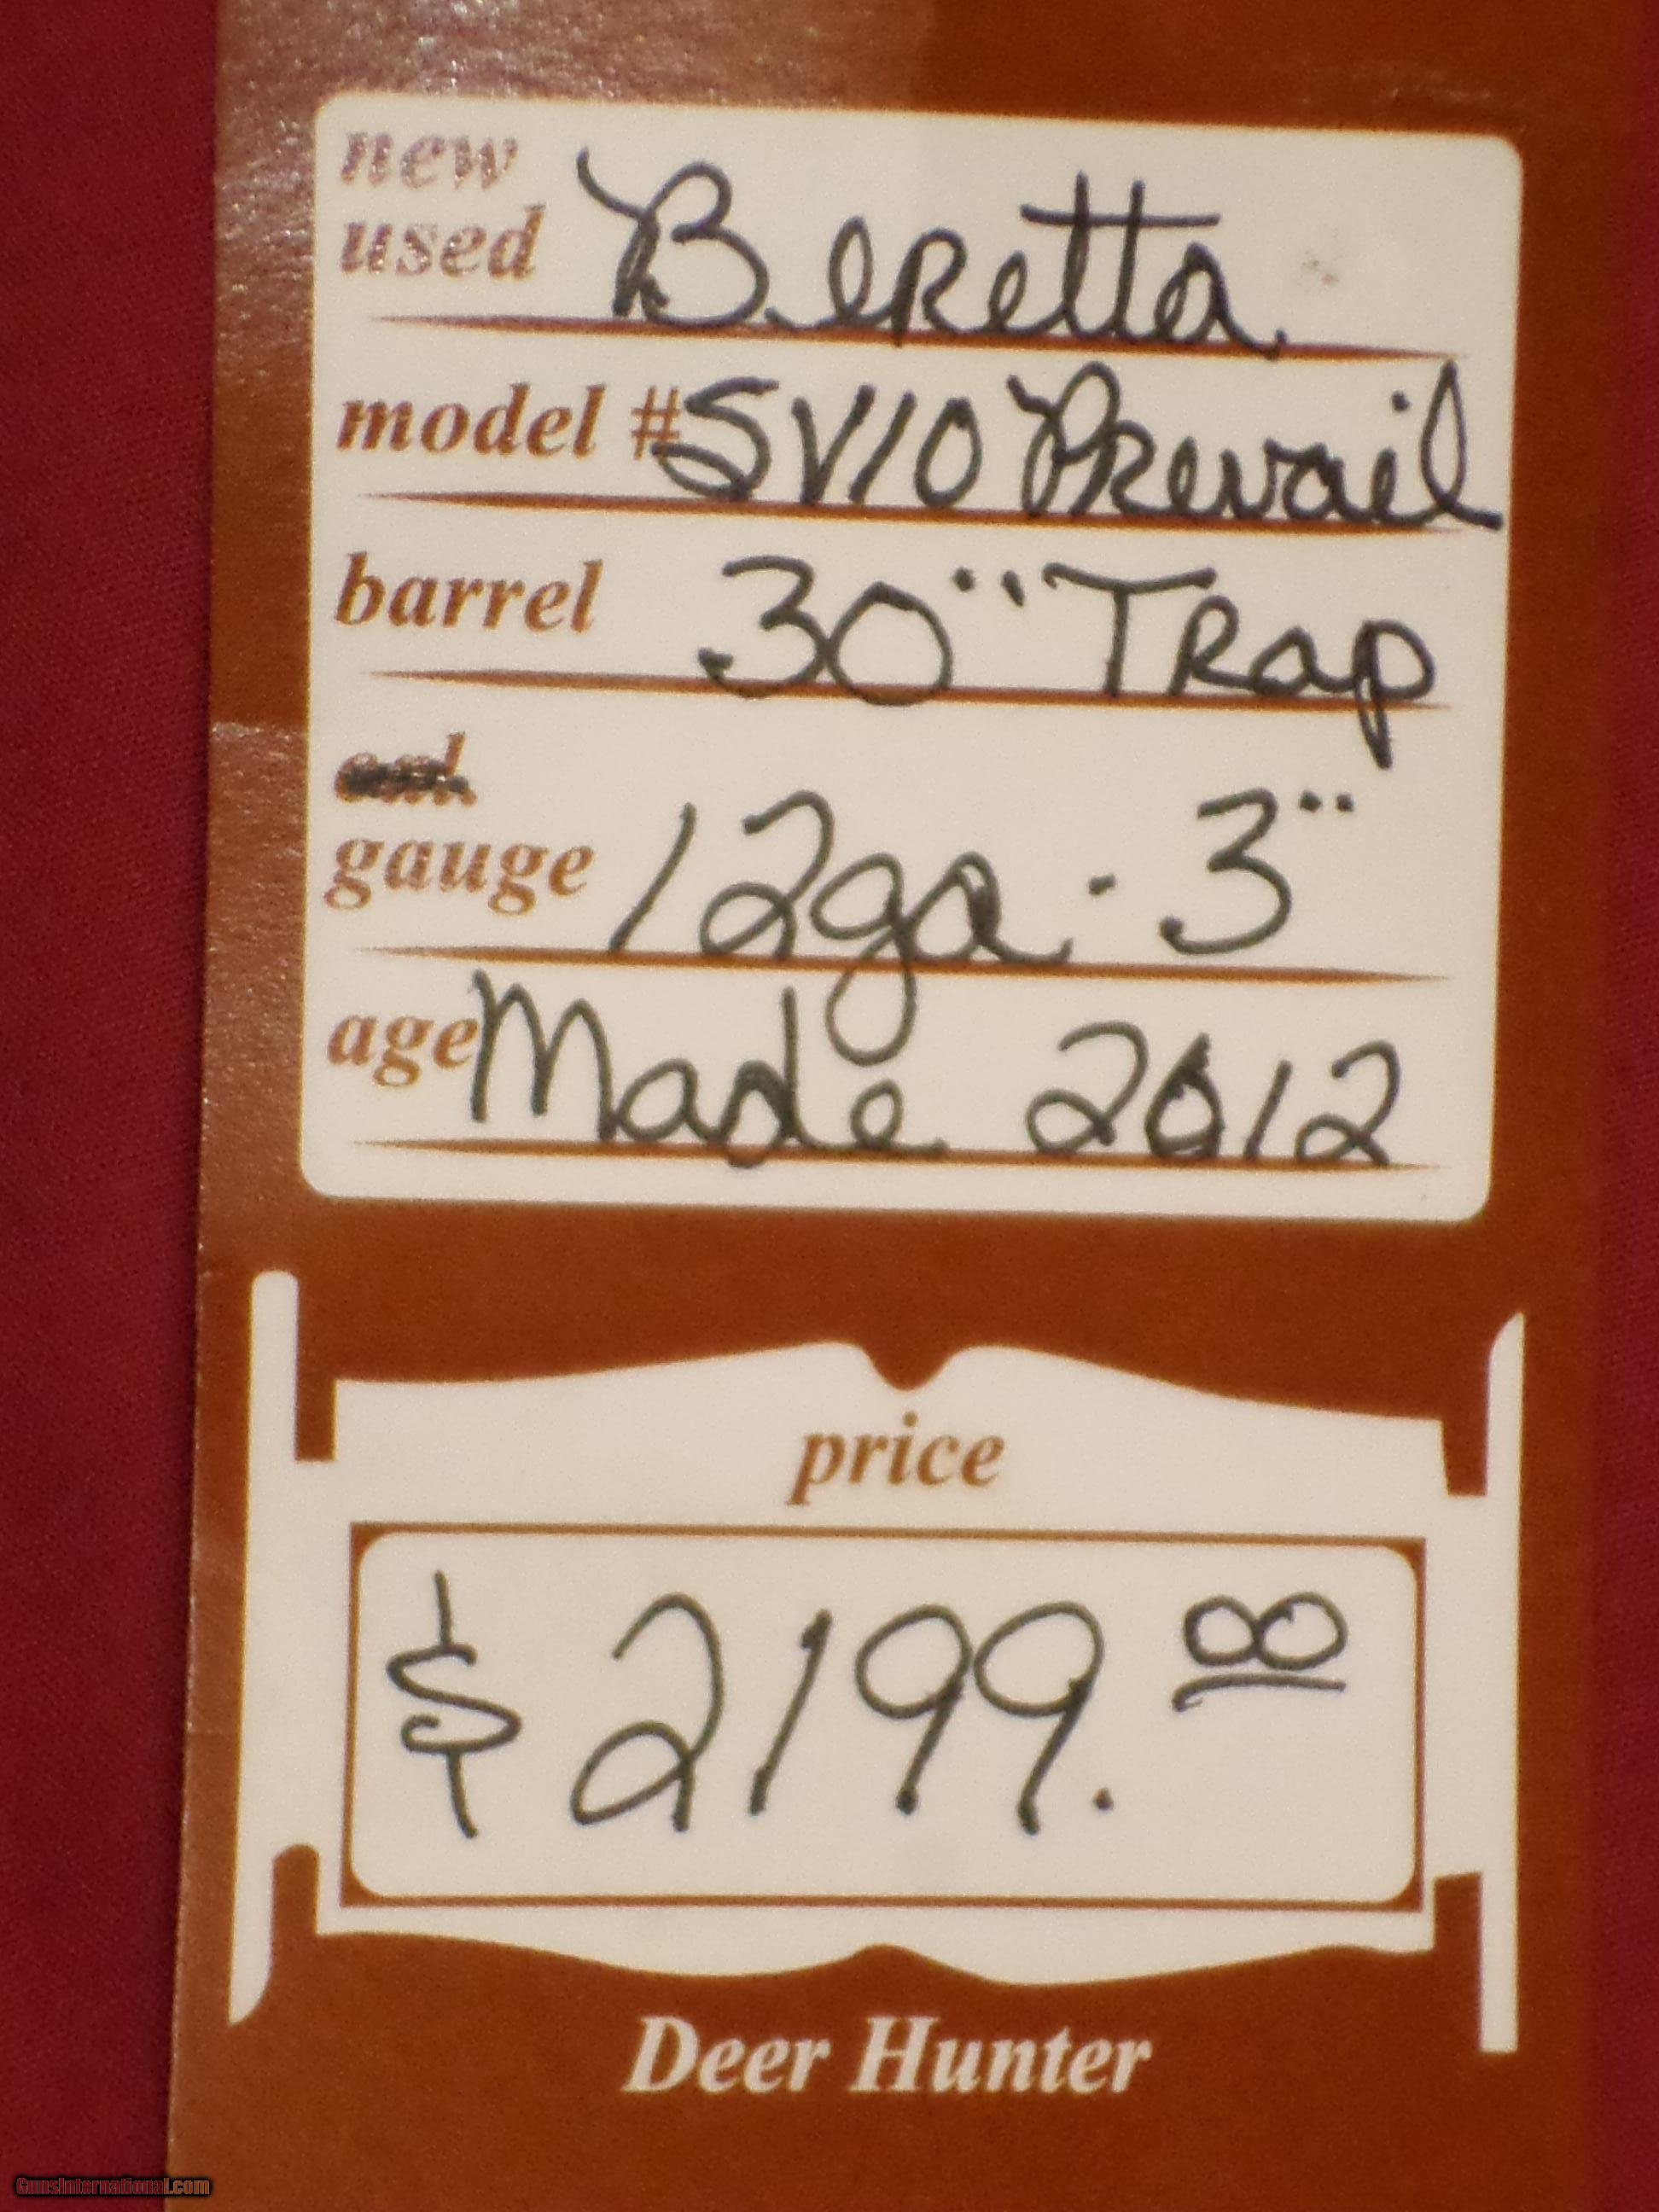 new
used Beretta
model # SV10 Prevail
barrel 30" Trap
cal.
gauge 12ga. 3"
age Made 2012
price
$ 2199.00
Deer Hunter
GunsInternational.com